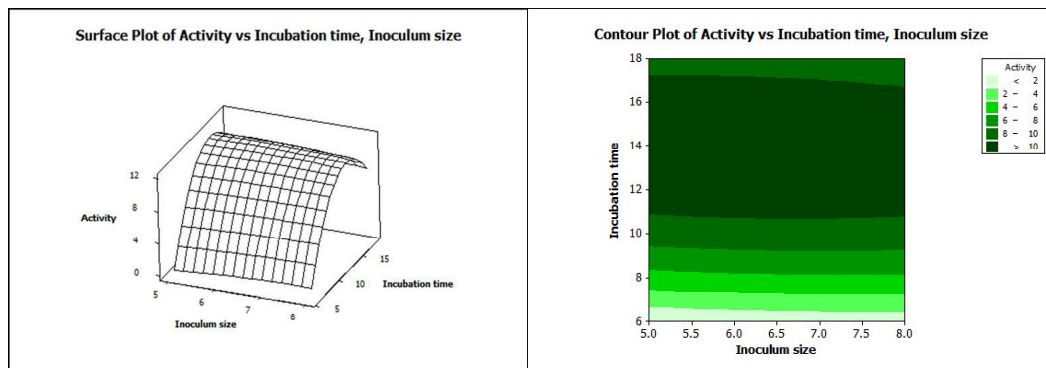 Surface Plot of Activity vs Incubation time, Inoculum size
12
8
4
0
Activity
5
6
7
8
Inoculum size
5
10
15
Incubation time
Contour Plot of Activity vs Incubation time, Inoculum size
18
16
14
12
10
8
6
Incubation time
5.0
5.5
6.0
6.5
7.0
7.5
8.0
Inoculum size
Activity
< 2
2 – 4
4 – 6
6 – 8
8 – 10
> 10